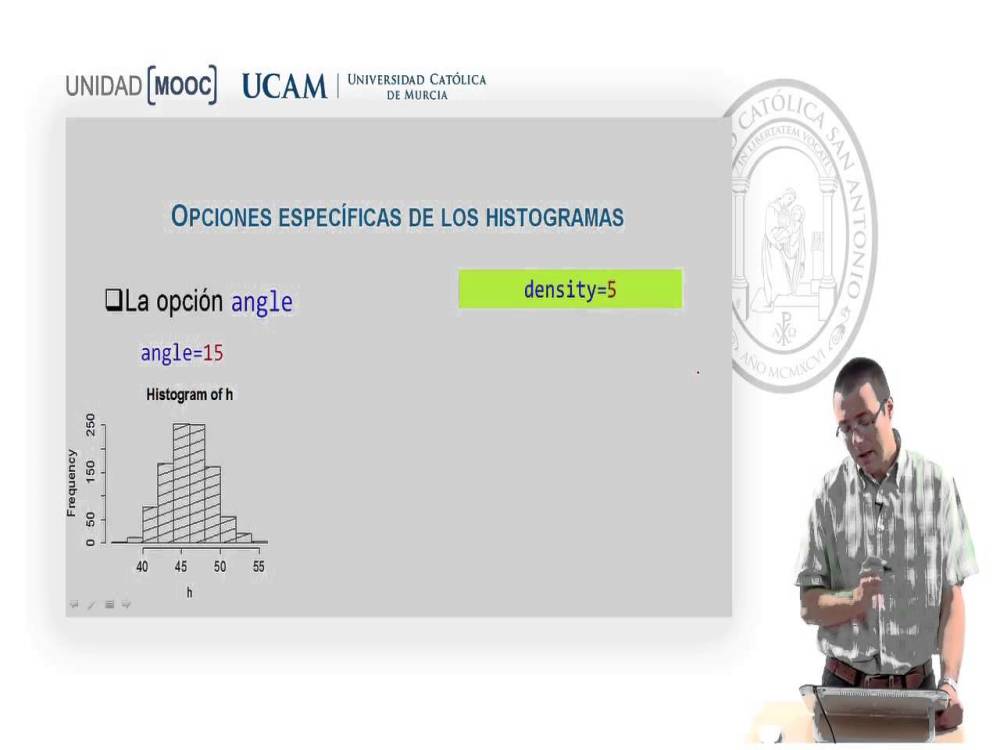 UNIDAD [MOOC]
UCAM
UNIVERSIDAD CATÓLICA
DE MURCIA
CATÓLICA SAN ANTONIO
IN LIBERTATEM VOCATI
AÑO MCMXCVI
OPCIONES ESPECÍFICAS DE LOS HISTOGRAMAS
❑La opción angle
density=5
angle=15
Histogram of h
Frequency
250
150
50
0
40 45 50 55
h